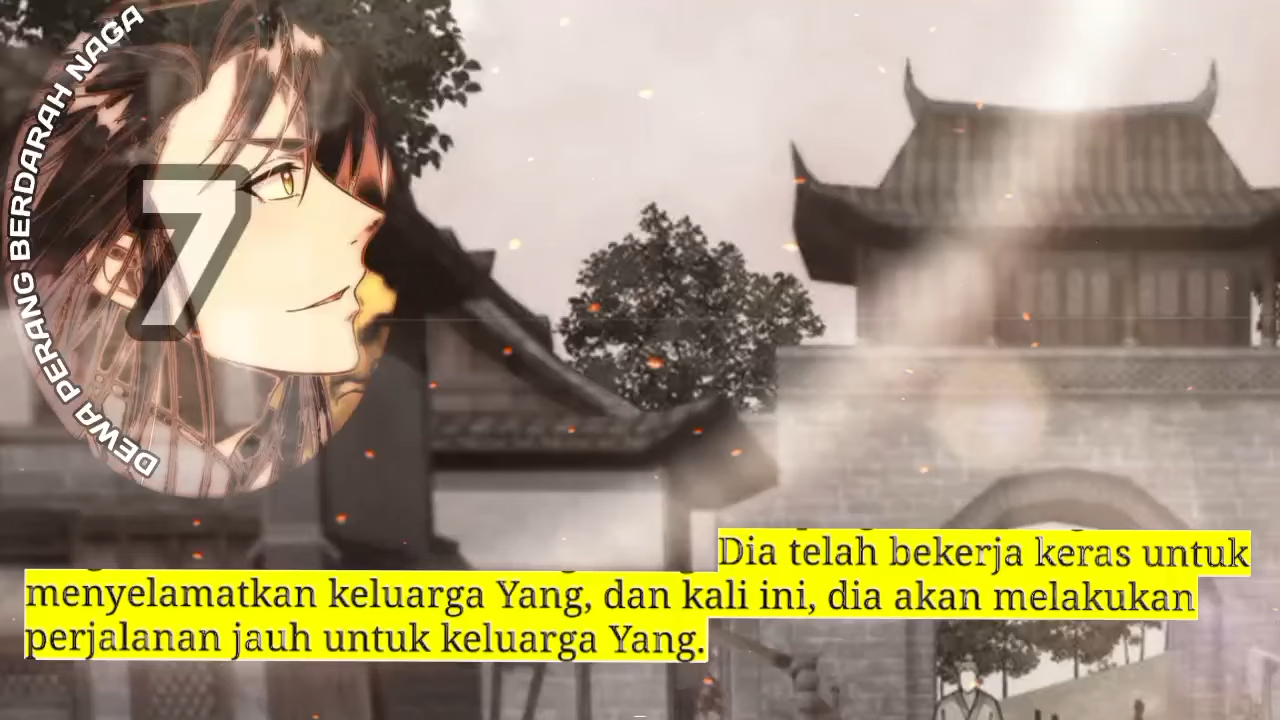 DEWA PERANG BERDARAH NAGA
7
Dia telah bekerja keras untuk
menyelamatkan keluarga Yang, dan kali ini, dia akan melakukan
perjalanan jauh untuk keluarga Yang.